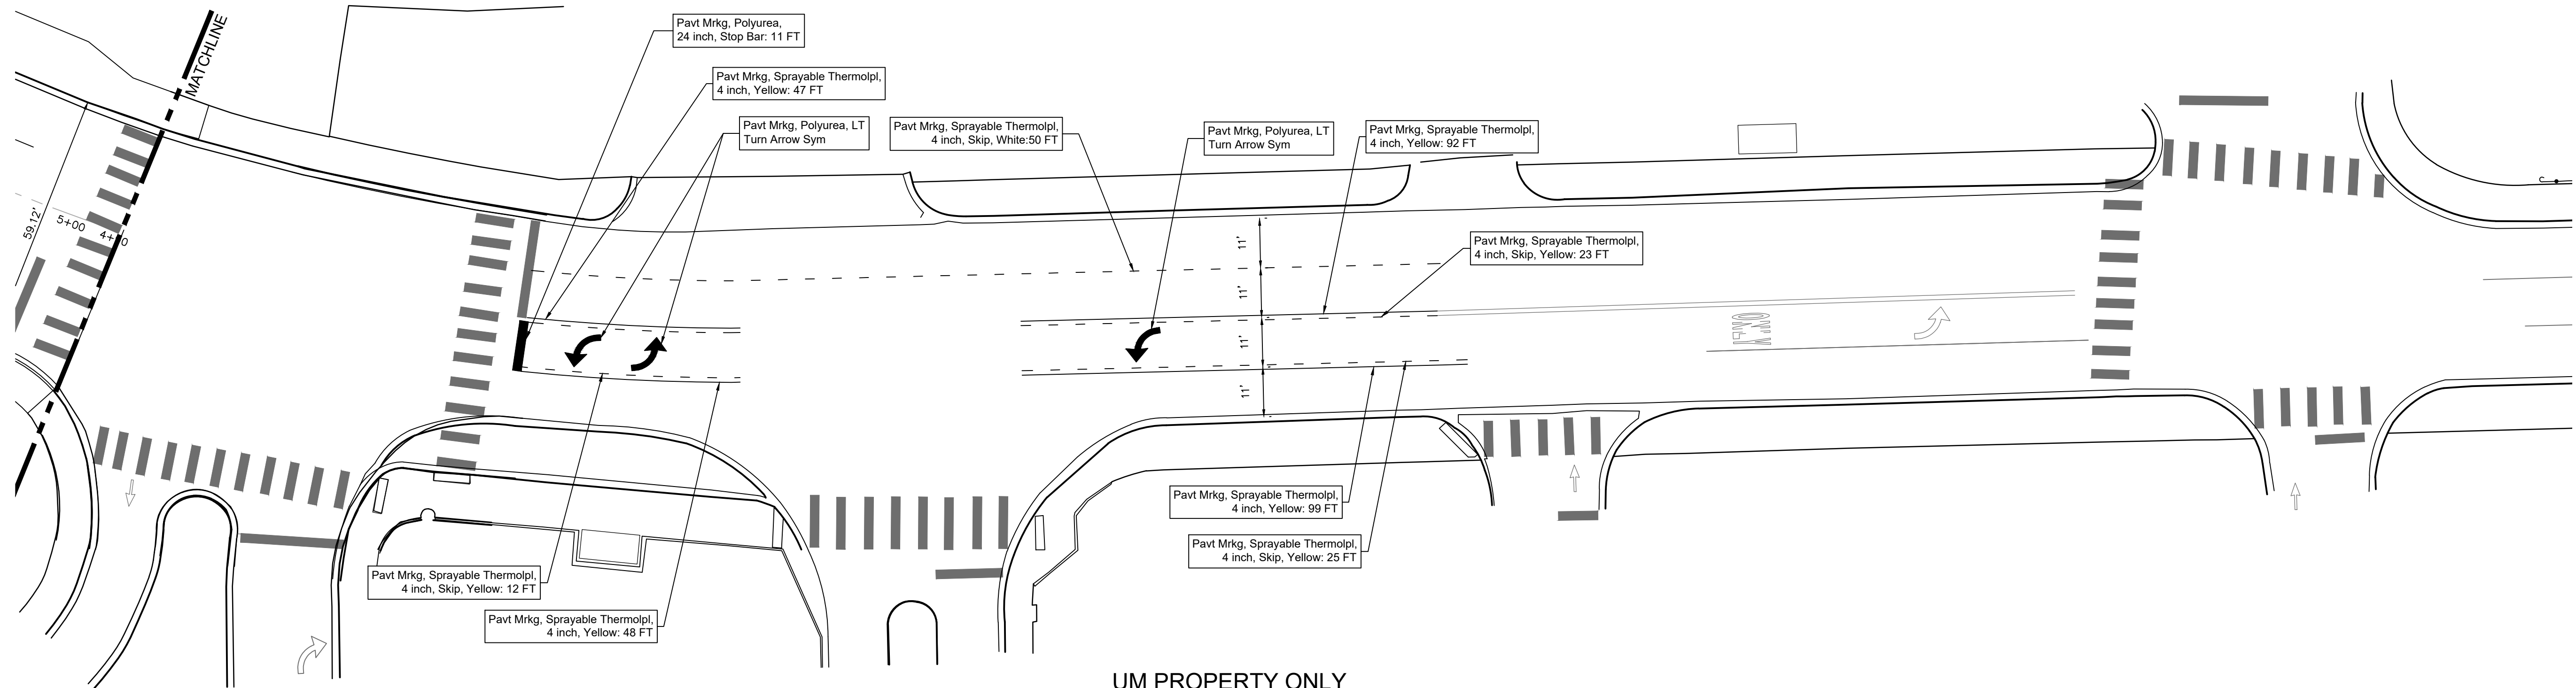 MATCHLINE
Pavt Mrkg, Polyurea,
24 inch, Stop Bar: 11 FT
Pavt Mrkg, Sprayable Thermolpl,
4 inch, Yellow: 47 FT
Pavt Mrkg, Polyurea, LT
Turn Arrow Sym
Pavt Mrkg, Sprayable Thermolpl,
4 inch, Skip, White:50 FT
Pavt Mrkg, Polyurea, LT
Turn Arrow Sym
Pavt Mrkg, Sprayable Thermolpl,
4 inch, Yellow: 92 FT
Pavt Mrkg, Sprayable Thermolpl,
4 inch, Skip, Yellow: 23 FT
59.12'
5+00
11'
11'
11'
11'
ONLY
Pavt Mrkg, Sprayable Thermolpl,
4 inch, Yellow: 99 FT
Pavt Mrkg, Sprayable Thermolpl,
4 inch, Skip, Yellow: 25 FT
Pavt Mrkg, Sprayable Thermolpl,
4 inch, Skip, Yellow: 12 FT
Pavt Mrkg, Sprayable Thermolpl,
4 inch, Yellow: 48 FT
UM PROPERTY ONLY